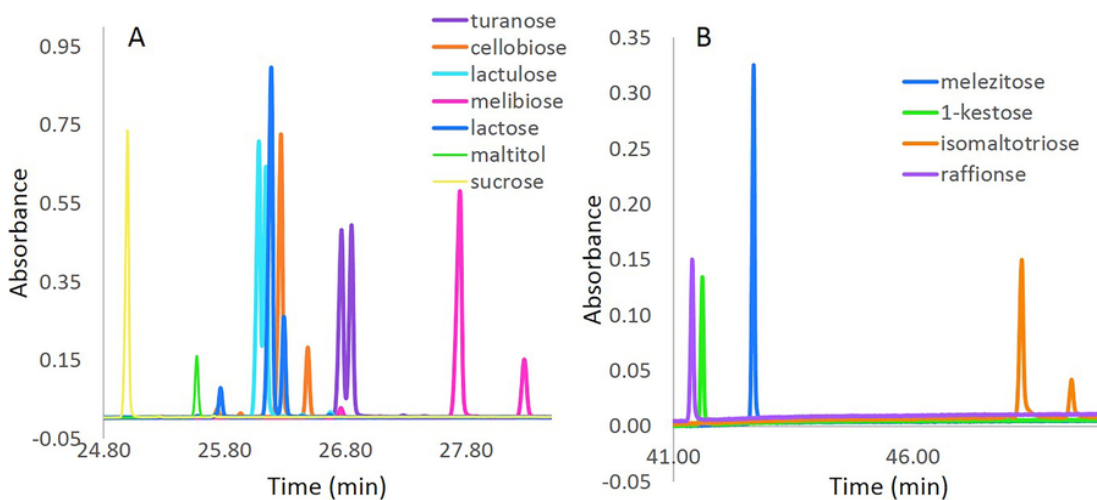 A
0.95
0.75
0.55
0.35
0.15
-0.05
Absorbance
24.80
25.80
26.80
27.80
Time (min)
turanose
cellobiose
lactulose
melibiose
lactose
maltitol
sucrose
B
0.35
0.30
0.25
0.20
0.15
0.10
0.05
0.00
-0.05
Absorbance
41.00
46.00
Time (min)
melezitose
1-kestose
isomaltotriose
raffionse